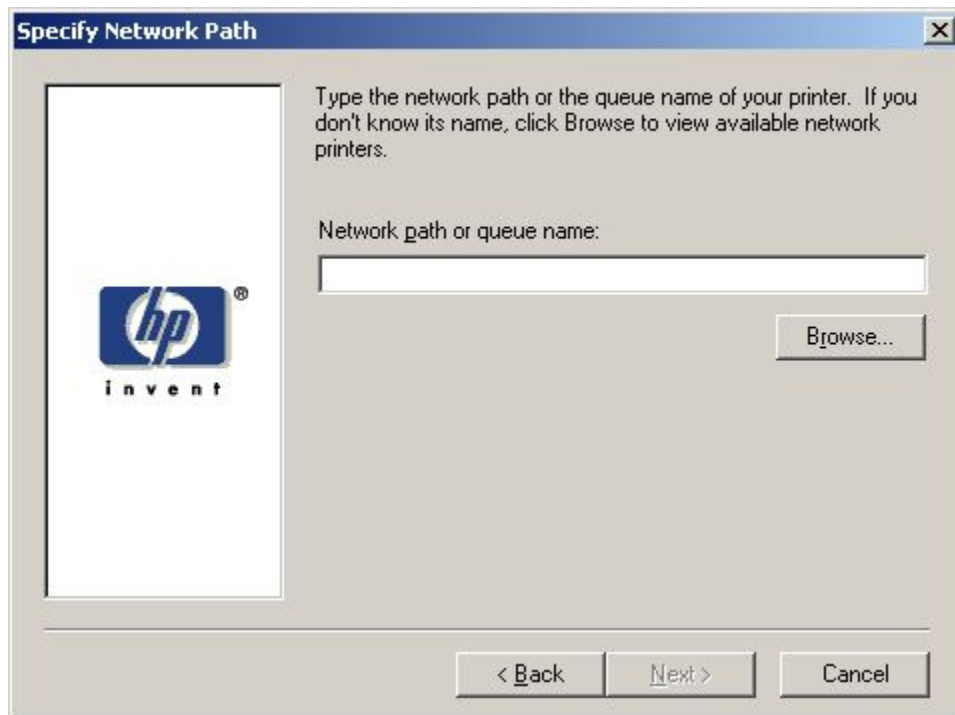 Specify Network Path
Type the network path or the queue name of your printer. If you
don't know its name, click Browse to view available network
printers.
Network path or queue name:
Browse...
hp
®
invent
< Back
Next >
Cancel